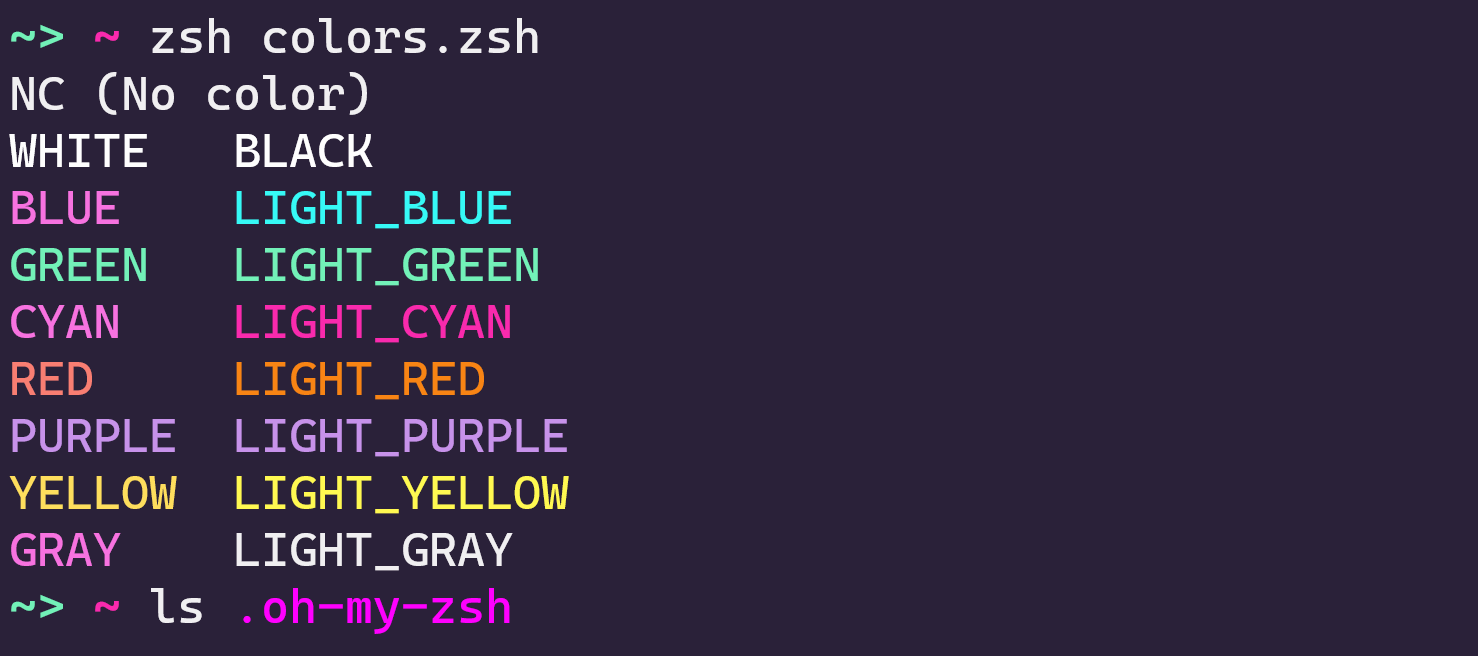 ~> ~ zsh colors.zsh
NC (No color)
WHITE   BLACK
BLUE    LIGHT_BLUE
GREEN   LIGHT_GREEN
CYAN    LIGHT_CYAN
RED     LIGHT_RED
PURPLE  LIGHT_PURPLE
YELLOW  LIGHT_YELLOW
GRAY    LIGHT_GRAY
~> ~ ls .oh-my-zsh